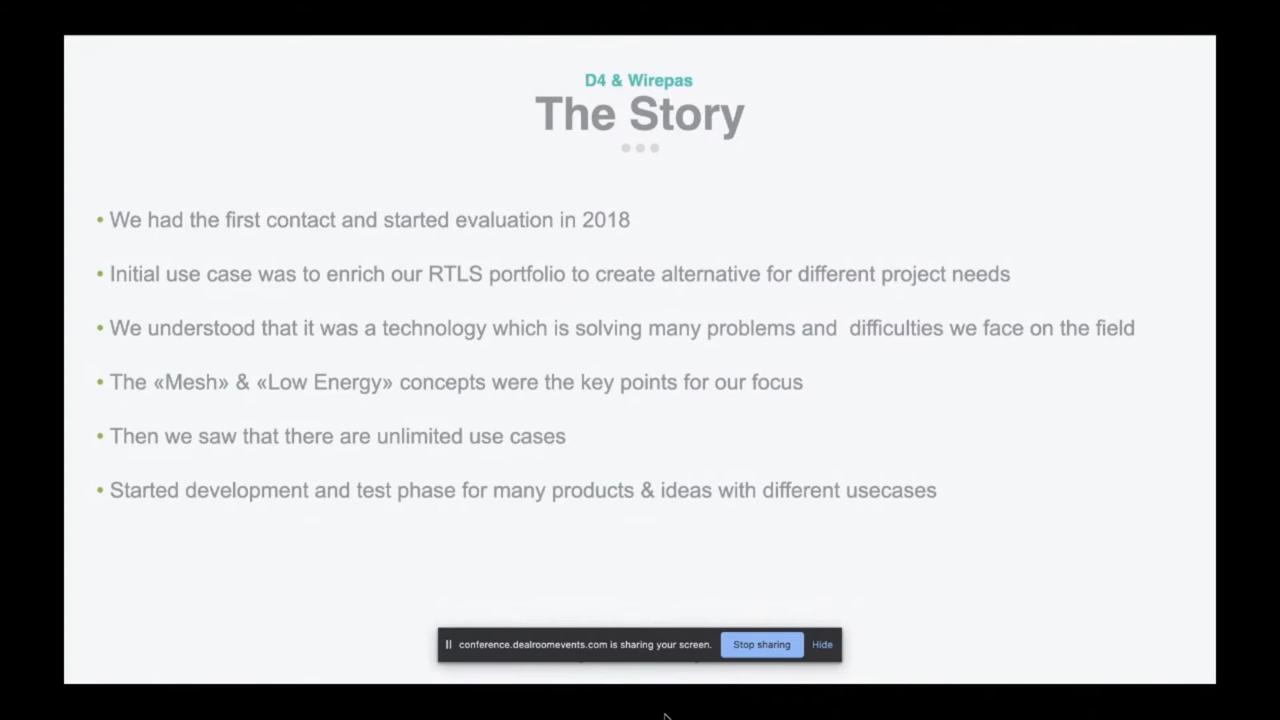 D4 & Wirepas
The Story
• We had the first contact and started evaluation in 2018
• Initial use case was to enrich our RTLS portfolio to create alternative for different project needs
• We understood that it was a technology which is solving many problems and  difficulties we face on the field
• The «Mesh» & «Low Energy» concepts were the key points for our focus
• Then we saw that there are unlimited use cases
• Started development and test phase for many products & ideas with different usecases
conference.dealroomevents.com is sharing your screen. Stop sharing Hide